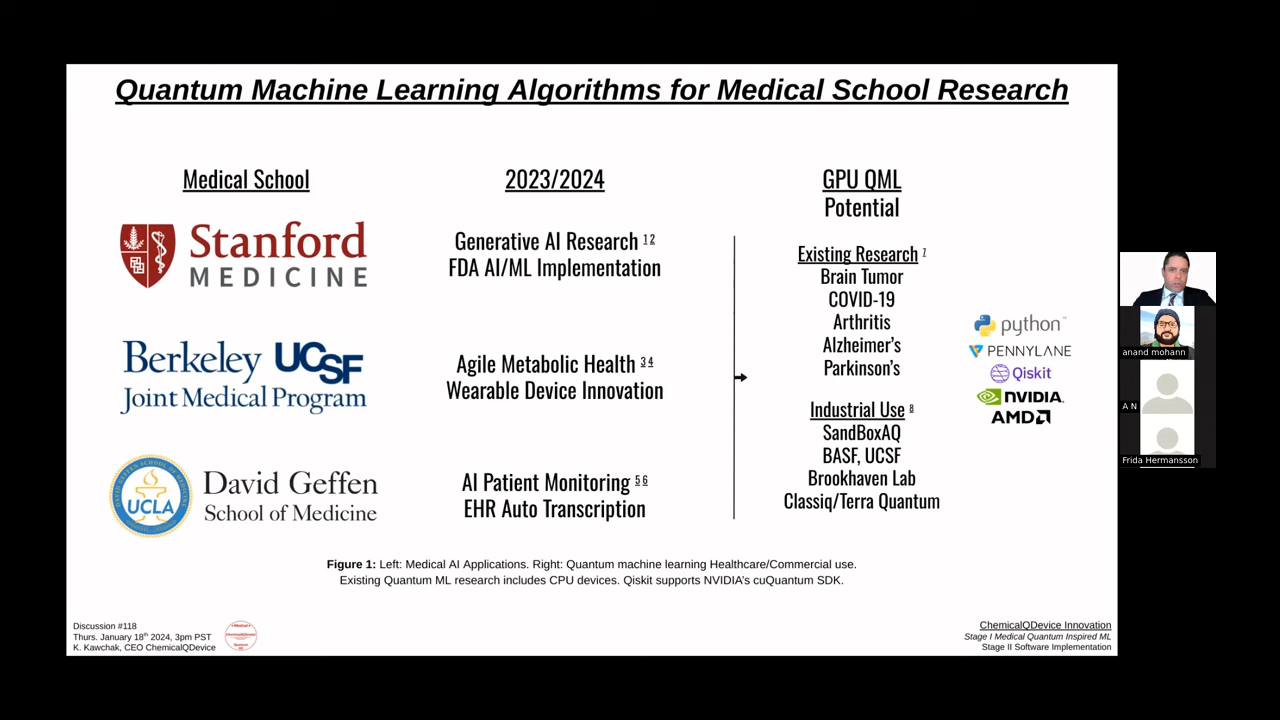 Quantum Machine Learning Algorithms for Medical School Research
Medical School
Stanford
MEDICINE
Berkeley UCSF
Joint Medical Program
UCLA
David Geffen
School of Medicine
2023/2024
Generative AI Research 1 2
FDA AI/ML Implementation
Agile Metabolic Health 3 4
Wearable Device Innovation
AI Patient Monitoring 5 6
EHR Auto Transcription
GPU QML
Potential
Existing Research 7
Brain Tumor
COVID-19
Arthritis
Alzheimer’s
Parkinson’s
Industrial Use 8
SandBoxAQ
BASF, UCSF
Brookhaven Lab
Classiq/Terra Quantum
python™
PENNYLANE
Qiskit
NVIDIA.
AMD
Figure 1: Left: Medical AI Applications. Right: Quantum machine learning Healthcare/Commercial use.
Existing Quantum ML research includes CPU devices. Qiskit supports NVIDIA’s cuQuantum SDK.
Discussion #118
Thurs. January 18th 2024, 3pm PST
K. Kawchak, CEO ChemicalQDevice
ChemicalQDevice
ChemicalQDevice Innovation
Stage I Medical Quantum Inspired ML
Stage II Software Implementation
anand mohann
A N
Frida Hermansson